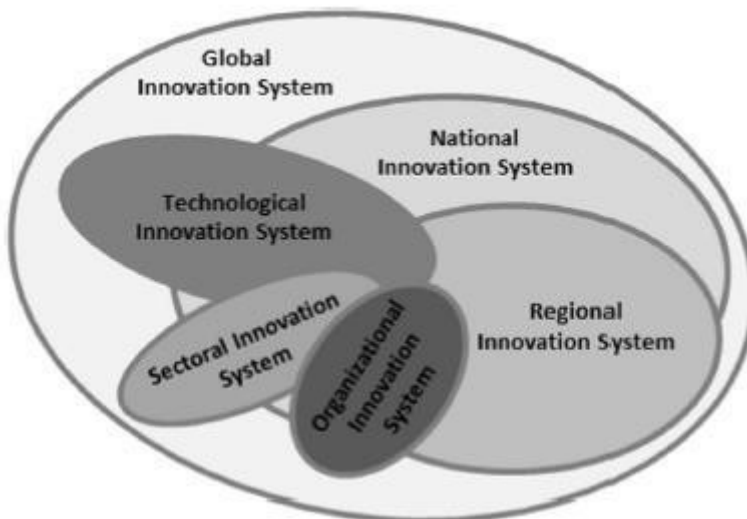 Global
Innovation System
National
Innovation System
Technological
Innovation System
Sectoral Innovation
System
Organizational
Innovation
System
Regional
Innovation System